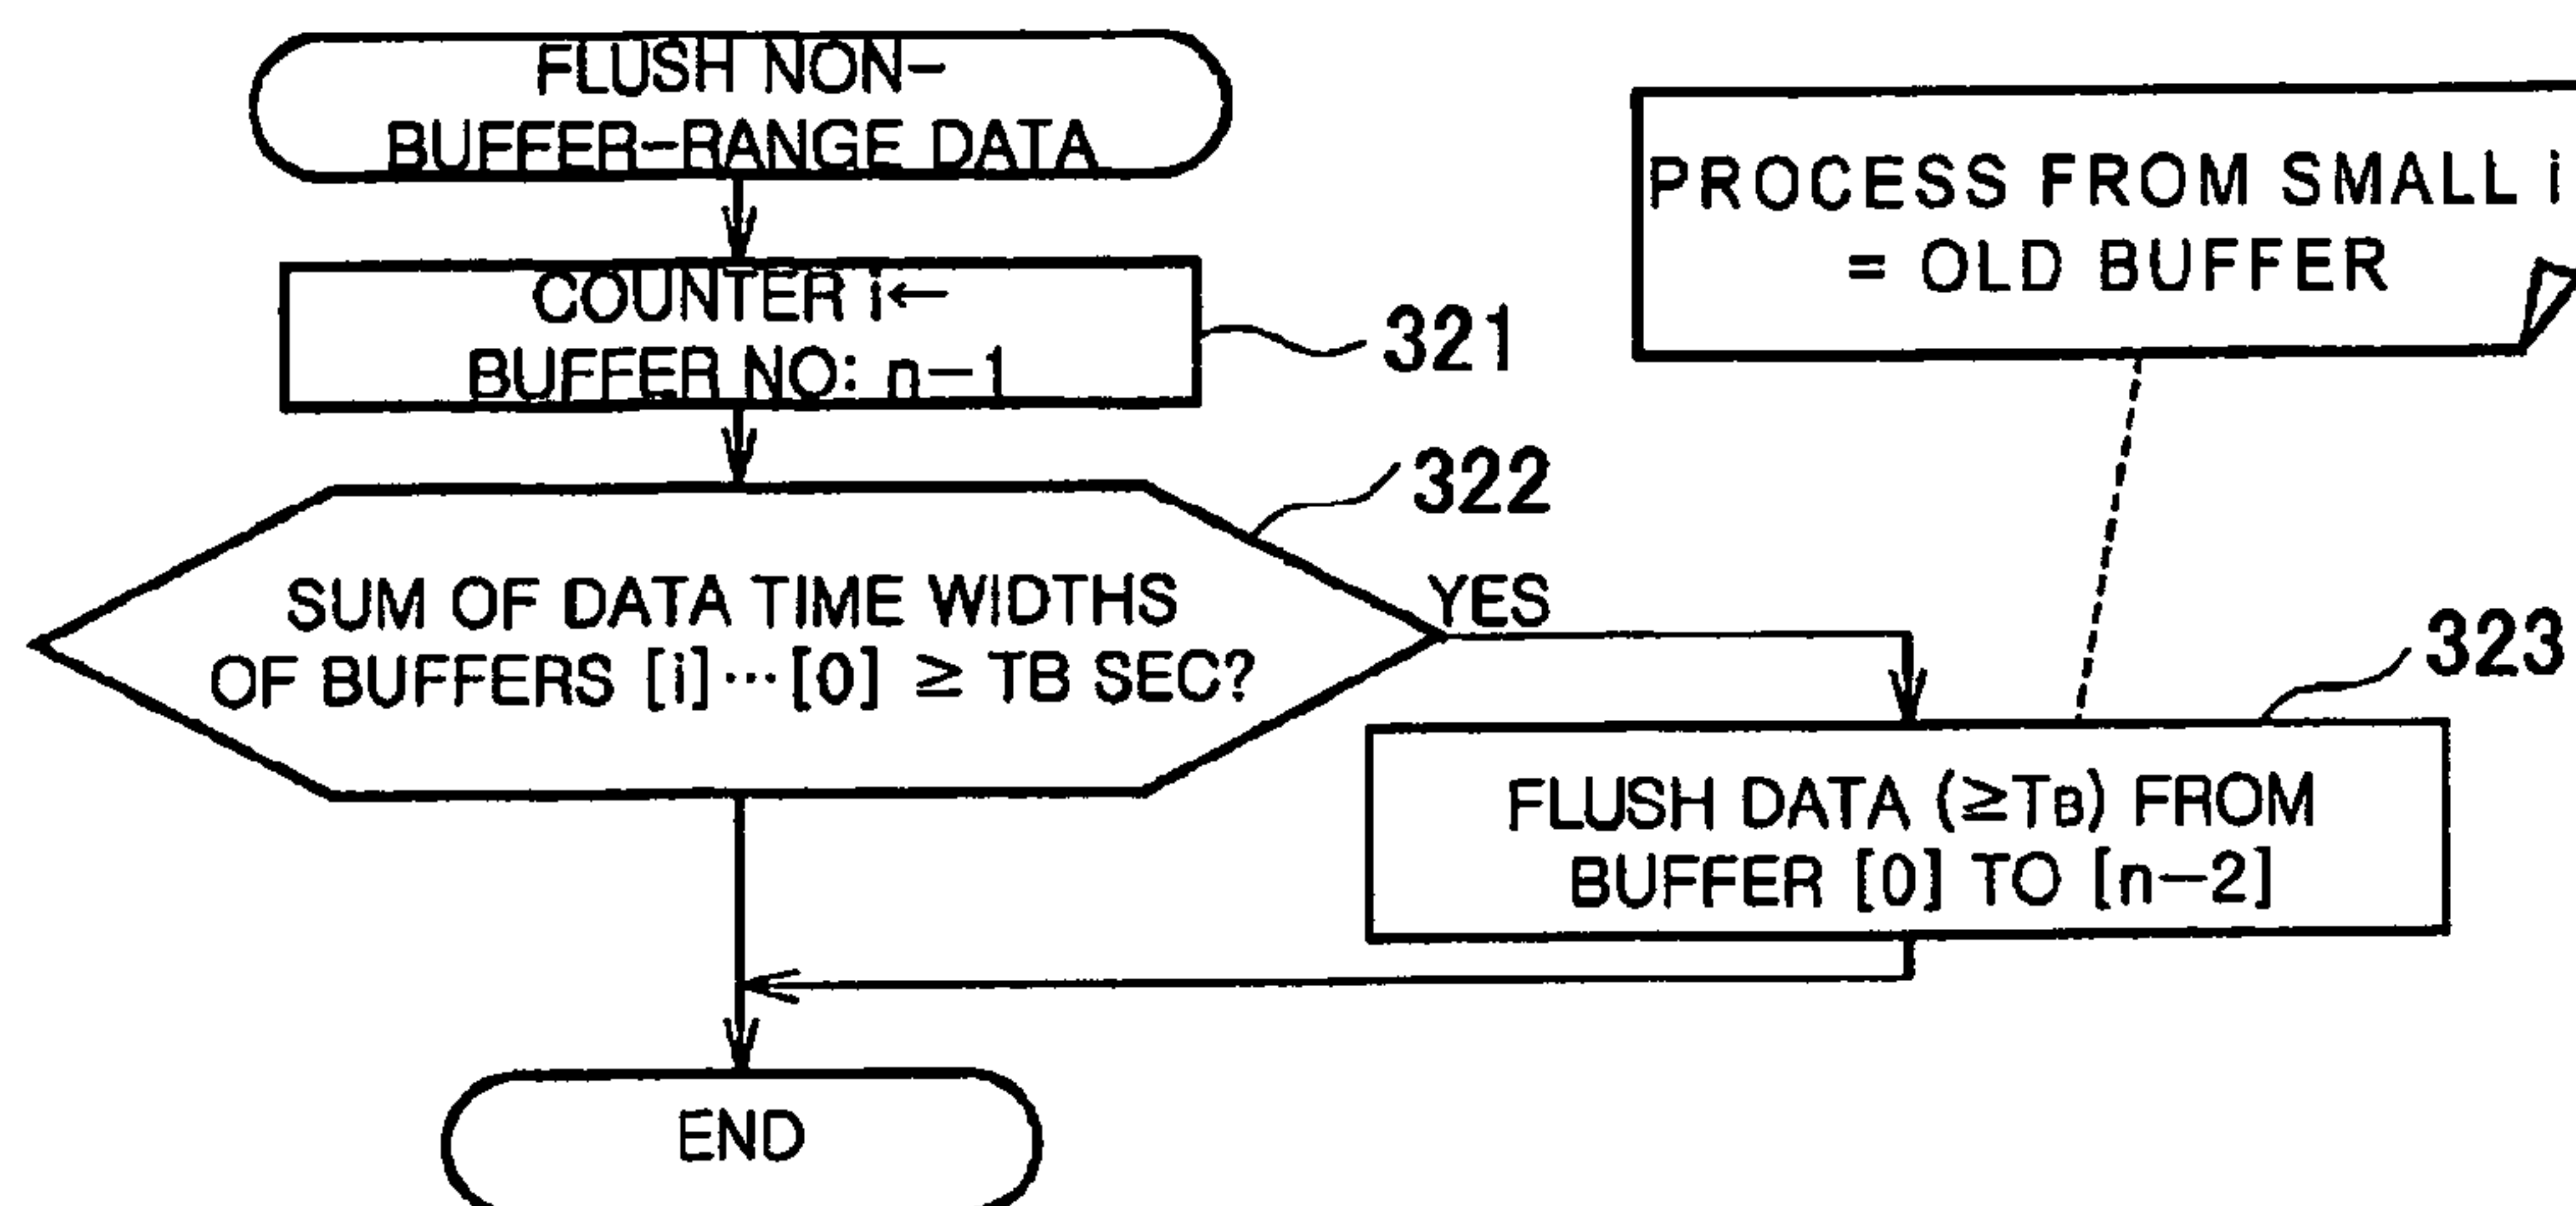 FLUSH NON-
BUFFER-RANGE DATA
PROCESS FROM SMALL i
= OLD BUFFER
COUNTER i←
BUFFER NO: n-1
321
322
SUM OF DATA TIME WIDTHS
OF BUFFERS [i]···[0] ≥ TB SEC?
YES
323
FLUSH DATA (≥TB) FROM
BUFFER [0] TO [n-2]
END